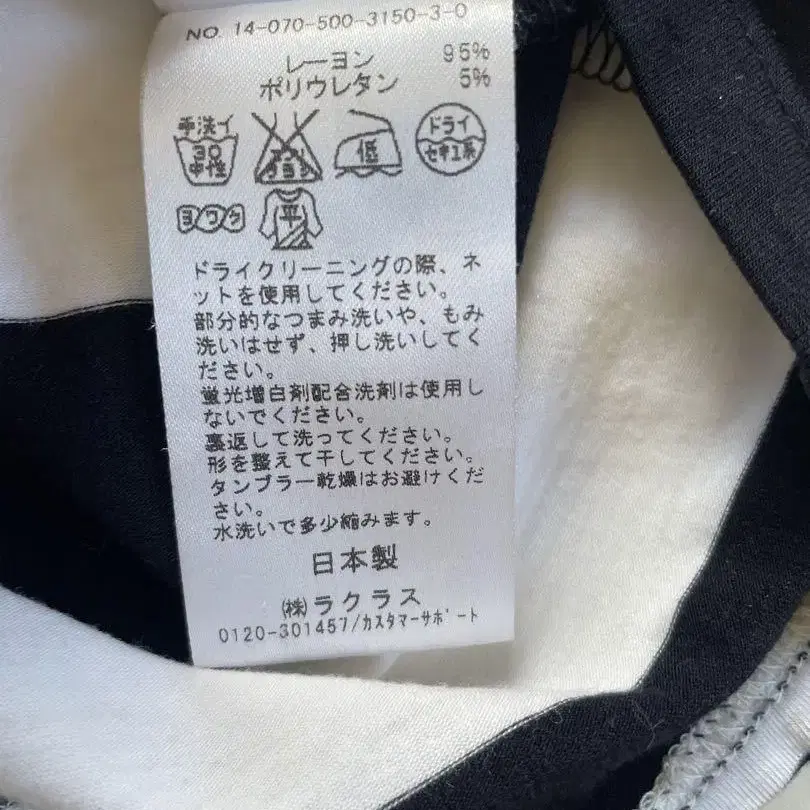 NO. 14-070-500-3150-3-0
レーヨン 95%
ポリウレタン 5%
手洗イ
30
中性
エンソ
サラシ
低
ドライ
セキユ系
ヨワク
平
ドライクリーニングの際、ネ
ットを使用してください。
部分的なつまみ洗いや、もみ
洗いはせず、押し洗いしてく
ださい。
蛍光増白剤配合洗剤は使用し
ないでください。
裏返して洗ってください。
形を整えて干してください。
タンブラー乾燥はお避けくだ
さい。
水洗いで多少縮みます。
日本製
㈱ラクラス
0120-301457/カスタマーサポート